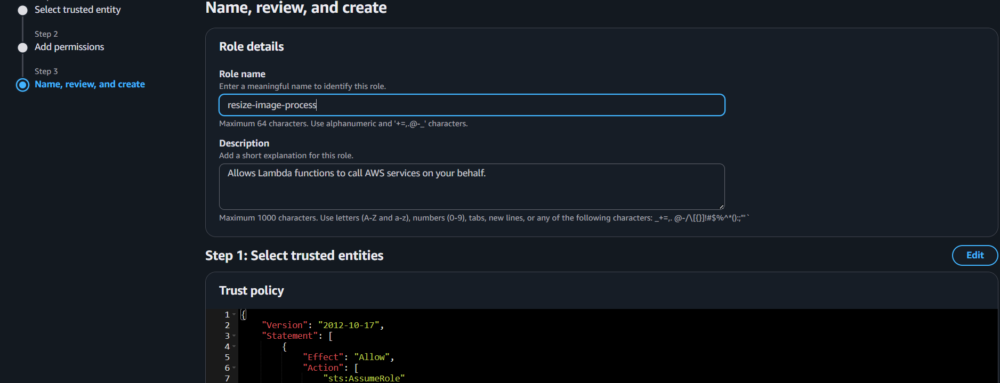 Select trusted entity
Step 2
Add permissions
Step 3
Name, review, and create
Name, review, and create
Role details
Role name
Enter a meaningful name to identify this role.
resize-image-process
Maximum 64 characters. Use alphanumeric and '+=,.@-_' characters.
Description
Add a short explanation for this role.
Allows Lambda functions to call AWS services on your behalf.
Maximum 1000 characters. Use letters (A-Z and a-z), numbers (0-9), tabs, new lines, or any of the following characters: _+=,. @-/\[{}]!#$%^*();:"'`
Step 1: Select trusted entities
Edit
Trust policy
1 {
2 "Version": "2012-10-17",
3 "Statement": [
4 {
5 "Effect": "Allow",
6 "Action": [
7 "sts:AssumeRole"